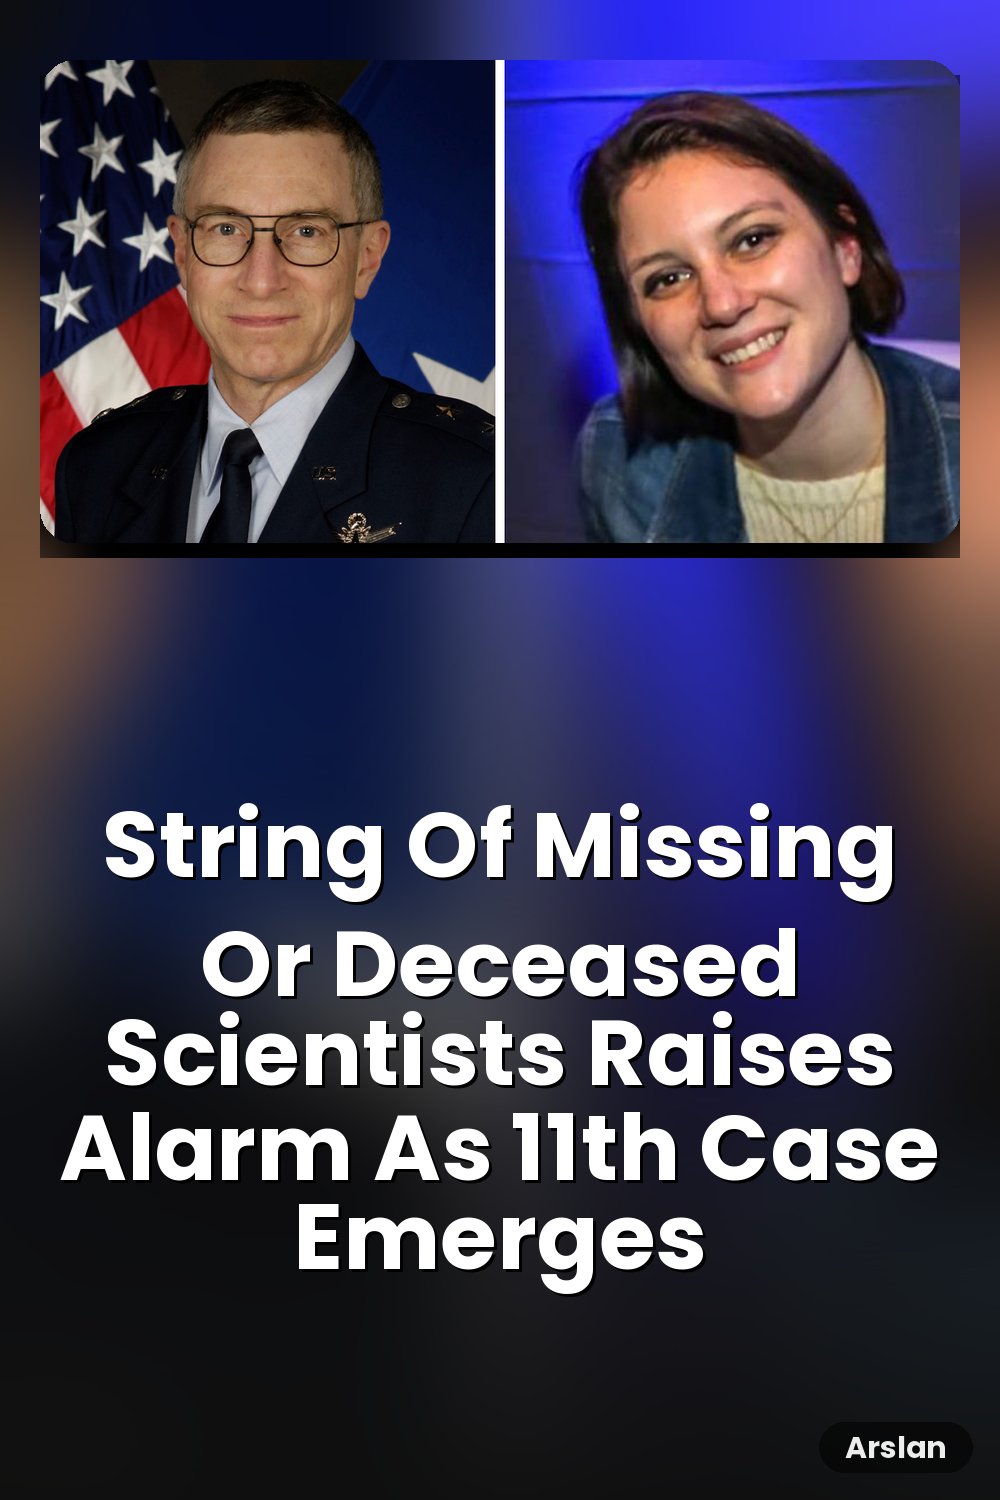 String Of Missing
Or Deceased
Scientists Raises
Alarm As 11th Case
Emerges
Arslan